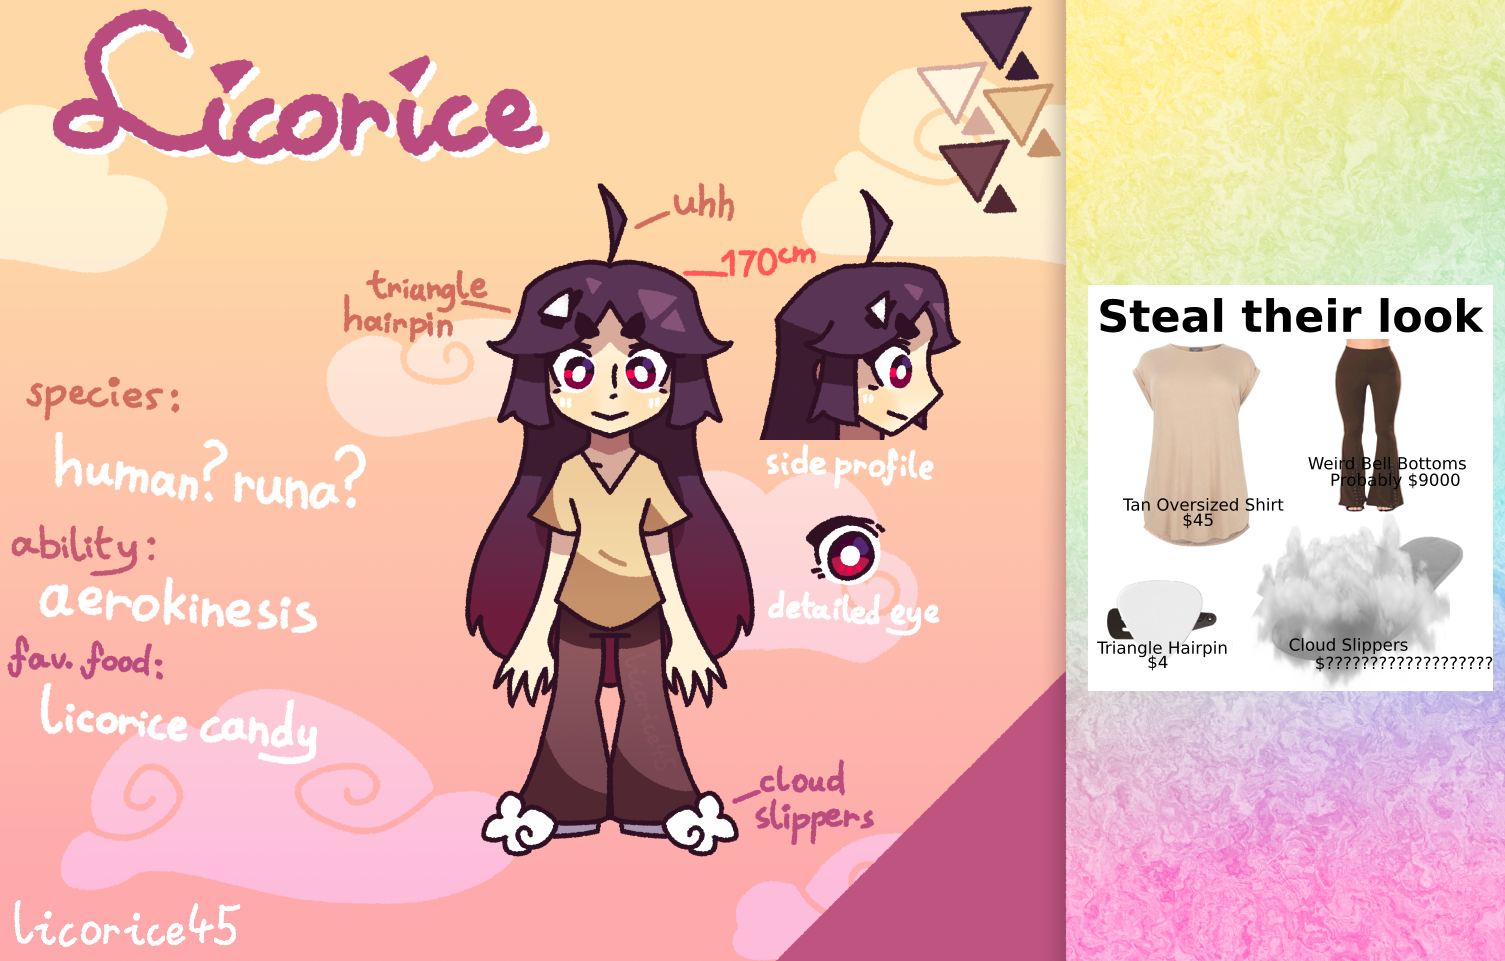 Licorice
uhh
170cm
triangle
hairpin
species:
human? runa?
ability:
aerokinesis
fav. food:
licorice candy
side profile
detailed eye
cloud
slippers
licorice45
licorice45
Steal their look
Tan Oversized Shirt
$45
Weird Bell Bottoms
Probably $9000
Triangle Hairpin
$4
Cloud Slippers
$???????????????????